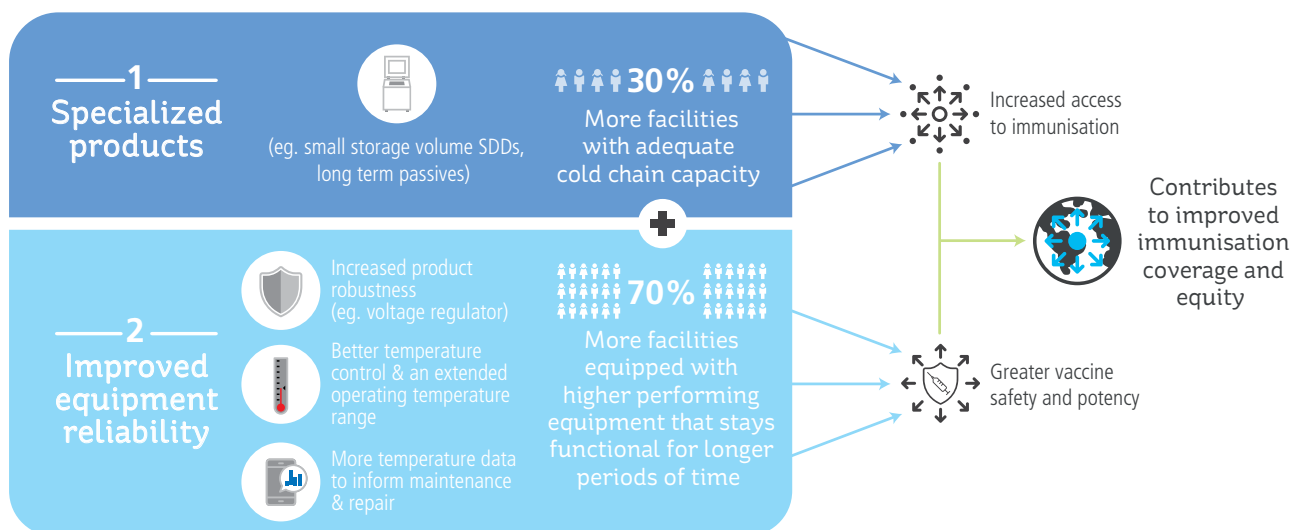 1
Specialized
products
(eg. small storage volume SDDs,
long term passives)
30%
More facilities
with adequate
cold chain capacity
2
Improved
equipment
reliability
Increased product
robustness
(eg. voltage regulator)
Better temperature
control & an extended
operating temperature
range
More temperature data
to inform maintenance
& repair
70%
More facilities
equipped with
higher performing
equipment that stays
functional for longer
periods of time
Increased access
to immunisation
Greater vaccine
safety and potency
Contributes
to improved
immunisation
coverage and
equity